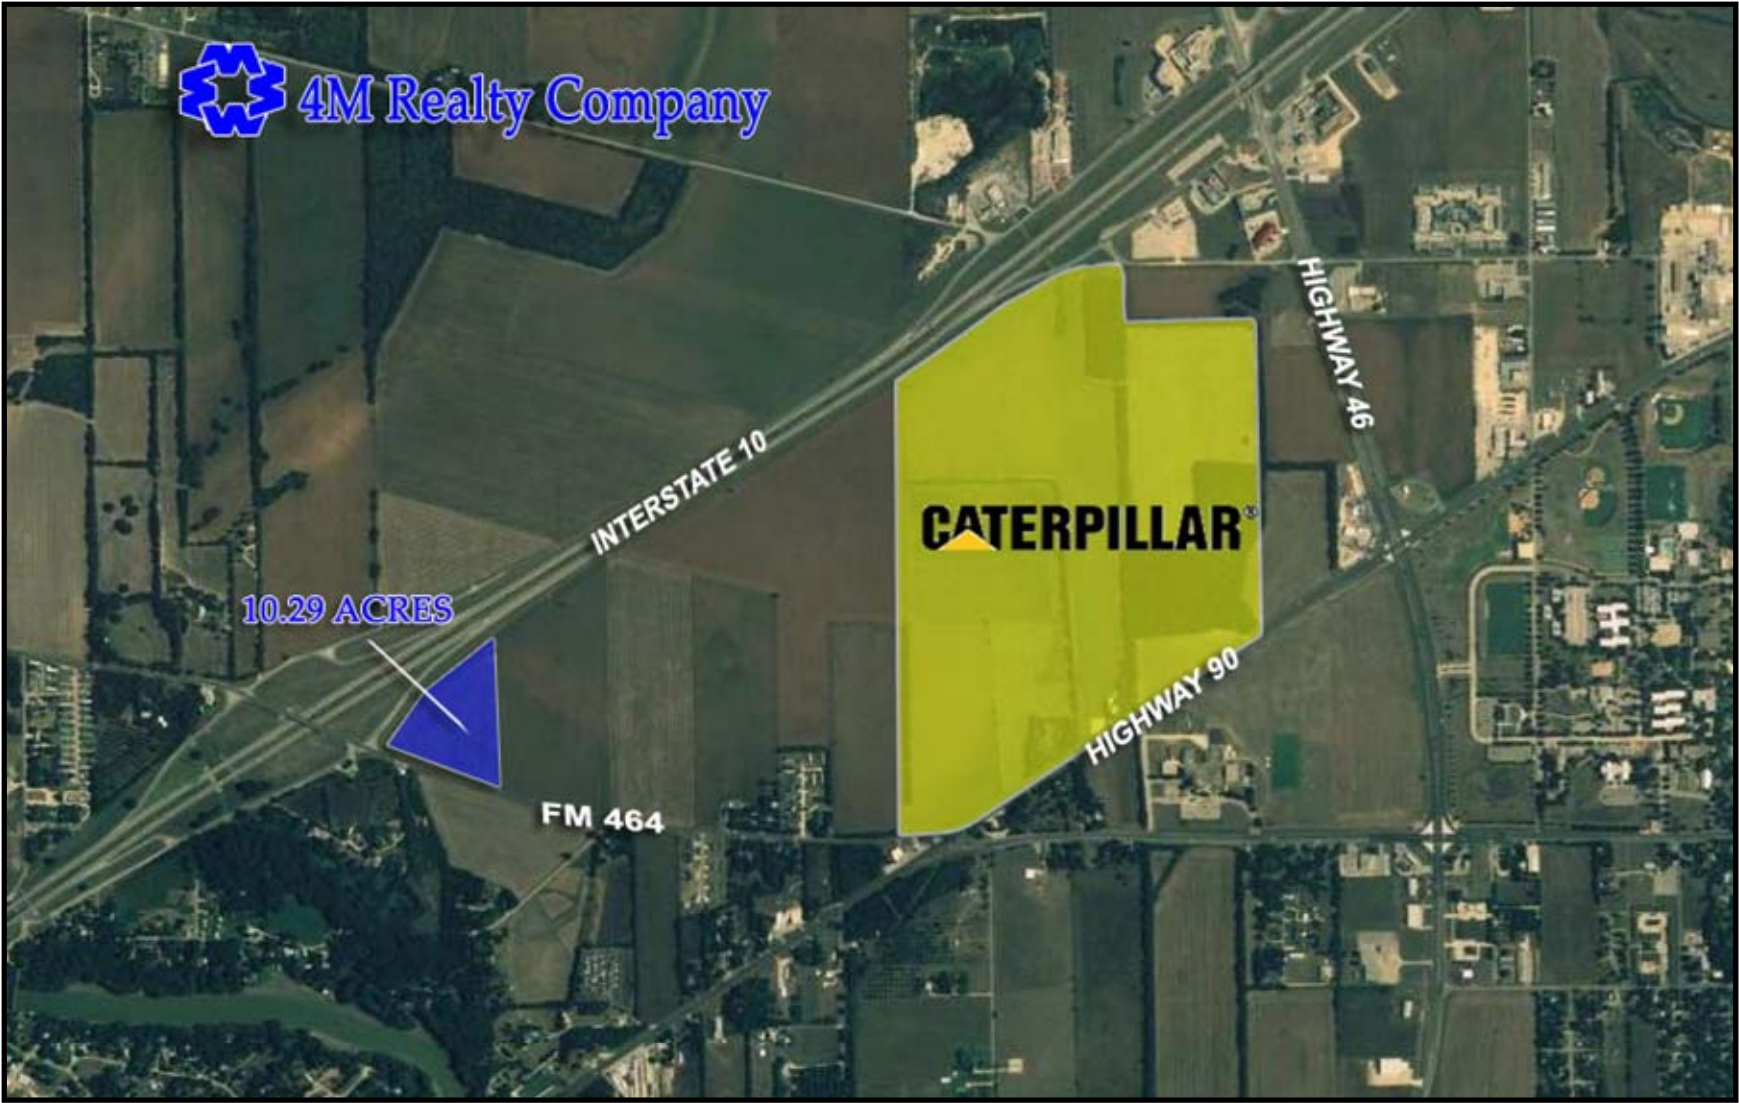 4M Realty Company
HIGHWAY 46
INTERSTATE 10
CATERPILLAR®
10.29 ACRES
HIGHWAY 90
FM 464